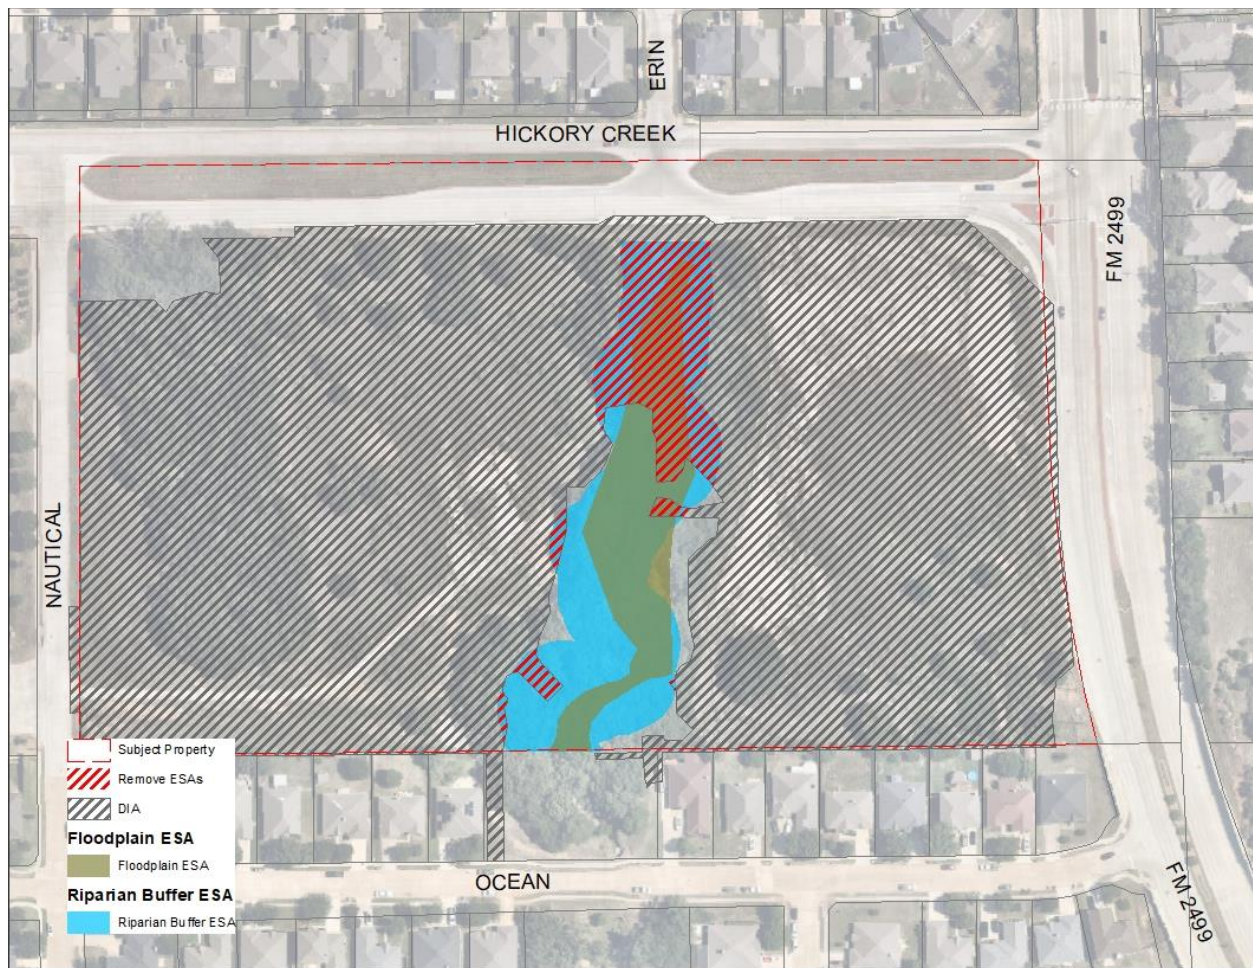 ERIN
HICKORY CREEK
FM 2499
NAUTICAL
Subject Property
Remove ESAs
DIA
Floodplain ESA
Floodplain ESA
Riparian Buffer ESA
Riparian Buffer ESA
OCEAN
FM 2499